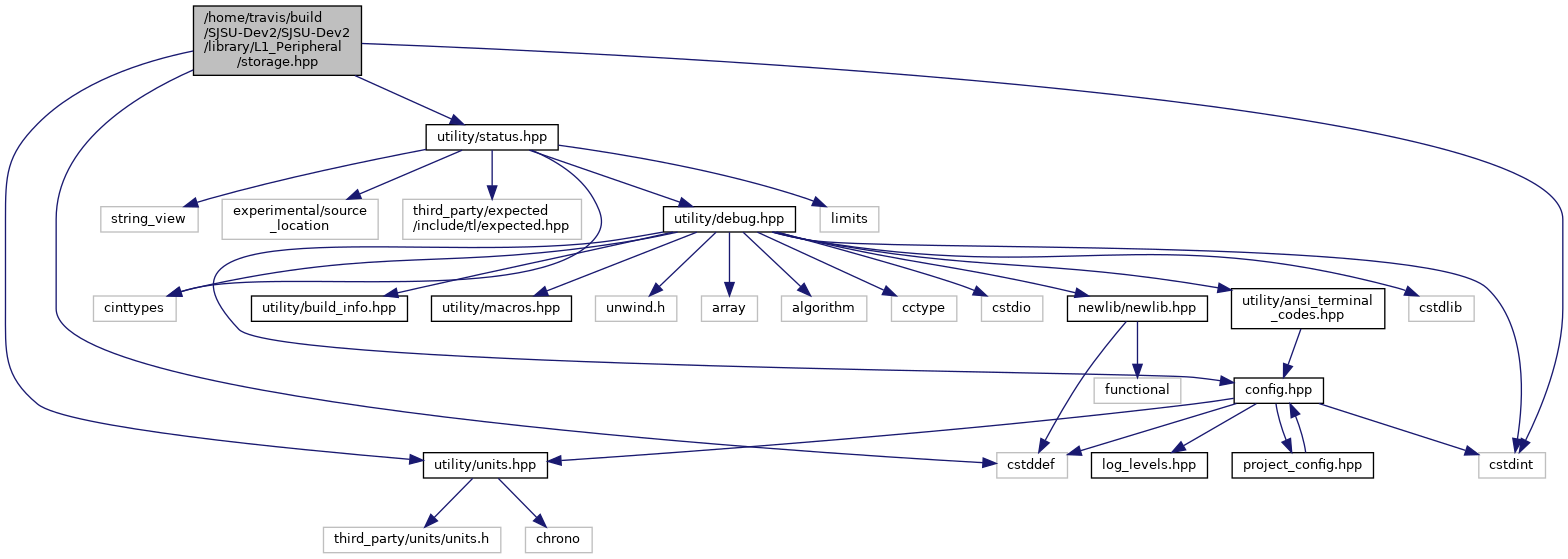 /home/travis/build
/SJSU-Dev2/SJSU-Dev2
/library/L1_Peripheral
/storage.hpp
utility/status.hpp
string_view
experimental/source
_location
third_party/expected
/include/tl/expected.hpp
utility/debug.hpp
limits
cinttypes
utility/build_info.hpp
utility/macros.hpp
unwind.h
array
algorithm
cctype
cstdio
newlib/newlib.hpp
utility/ansi_terminal
_codes.hpp
cstdlib
functional
config.hpp
utility/units.hpp
cstddef
log_levels.hpp
project_config.hpp
cstdint
third_party/units/units.h
chrono